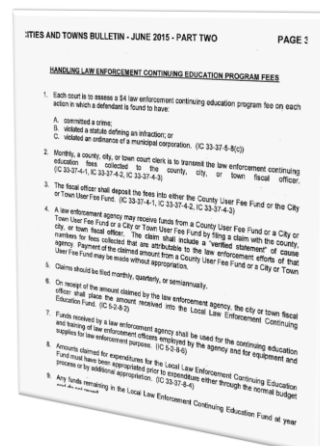 CITIES AND TOWNS BULLETIN - JUNE 2015 - PART TWO PAGE 3
HANDLING LAW ENFORCEMENT CONTINUING EDUCATION PROGRAM FEES
1. Each court is to assess a $4 law enforcement continuing education program fee on each
action in which a defendant is found to have:
A. committed a crime;
B. violated a statute defining an infraction; or
C. violated an ordinance of a municipal corporation. (IC 33-37-5-8(c))
2. Monthly, a county, city, or town court clerk is to transmit the law enforcement continuing
education fees collected to the county, city, or town fiscal officer.
(IC 33-37-4-1, IC 33-37-4-2, IC 33-37-4-3)
3. The fiscal officer shall deposit the fees into either the County User Fee Fund or the City
or Town User Fee Fund. (IC 33-37-4-1, IC 33-37-4-2, IC 33-37-4-3)
4. A law enforcement agency may receive funds from a County User Fee Fund or a City or
Town User Fee Fund or a City or Town User Fee Fund by filing a claim with the county,
city, or town fiscal officer. The claim shall include a "verified statement" of cause
numbers for fees collected that are attributable to the law enforcement efforts of that
agency. Payment of the claimed amount from a County User Fee Fund or a City or Town
User Fee Fund may be made without appropriation.
5. Claims should be filed monthly, quarterly, or semiannually.
6. On receipt of the amount claimed by the law enforcement agency, the city or town fiscal
officer shall place the amount received into the Local Law Enforcement Continuing
Education Fund. (IC 5-2-8-2)
7. Funds received by a law enforcement agency shall be used for the continuing education
and training of law enforcement officers employed by the agency and for equipment and
supplies for law enforcement purpose. (IC 5-2-8-6)
8. Amounts claimed for expenditures for the Local Law Enforcement Continuing Education
Fund must have been appropriated prior to expenditure either through the normal budget
process or by additional appropriation. (IC 33-37-8-4)
9. Any funds remaining in the Local Law Enforcement Continuing Education Fund at year